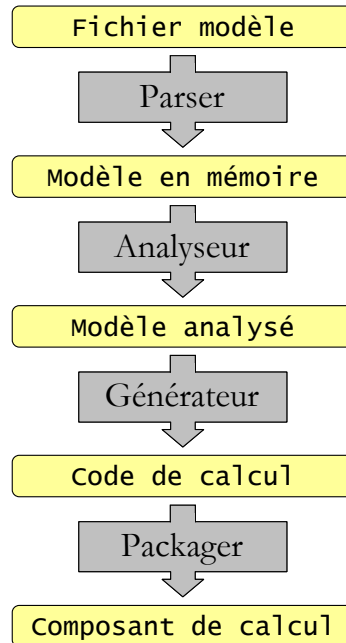 Fichier modèle
Parser
Modèle en mémoire
Analyseur
Modèle analysé
Générateur
Code de calcul
Packager
Composant de calcul